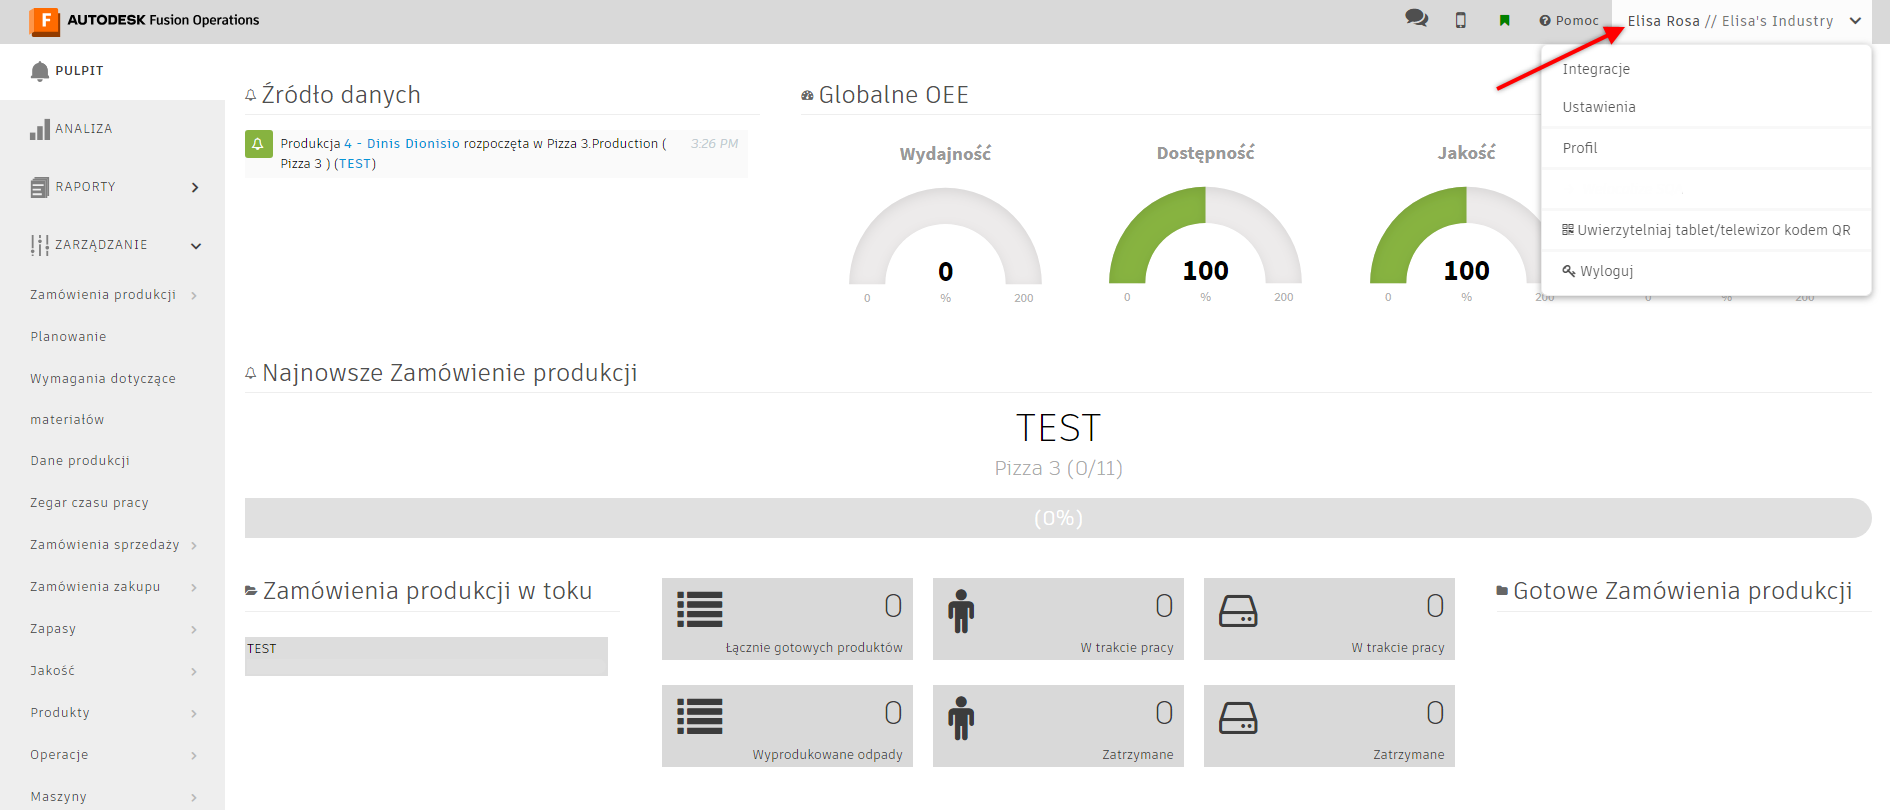 AUTODESK Fusion Operations
Pomoc
Elisa Rosa // Elisa's Industry
Integracje
Ustawienia
Profil
Uwierzytelniaj tablet/telewizor kodem QR
Wyloguj
PULPIT
ANALIZA
RAPORTY
ZARZĄDZANIE
Zamówienia produkcji
Planowanie
Wymagania dotyczące
materiałów
Dane produkcji
Zegar czasu pracy
Zamówienia sprzedaży
Zamówienia zakupu
Zapasy
Jakość
Produkty
Operacje
Maszyny
Źródło danych
Produkcja 4 - Dinis Dionisio rozpoczęta w Pizza 3.Production (
Pizza 3 ) (TEST)
3:26 PM
Globalne OEE
Wydajność
0
0 % 200
Dostępność
100
0 % 200
Jakość
100
0 % 200
0 % 200
Najnowsze Zamówienie produkcji
TEST
Pizza 3 (0/11)
(0%)
Zamówienia produkcji w toku
TEST
0
Łącznie gotowych produktów
0
W trakcie pracy
0
W trakcie pracy
0
Wyprodukowane odpady
0
Zatrzymane
0
Zatrzymane
Gotowe Zamówienia produkcji